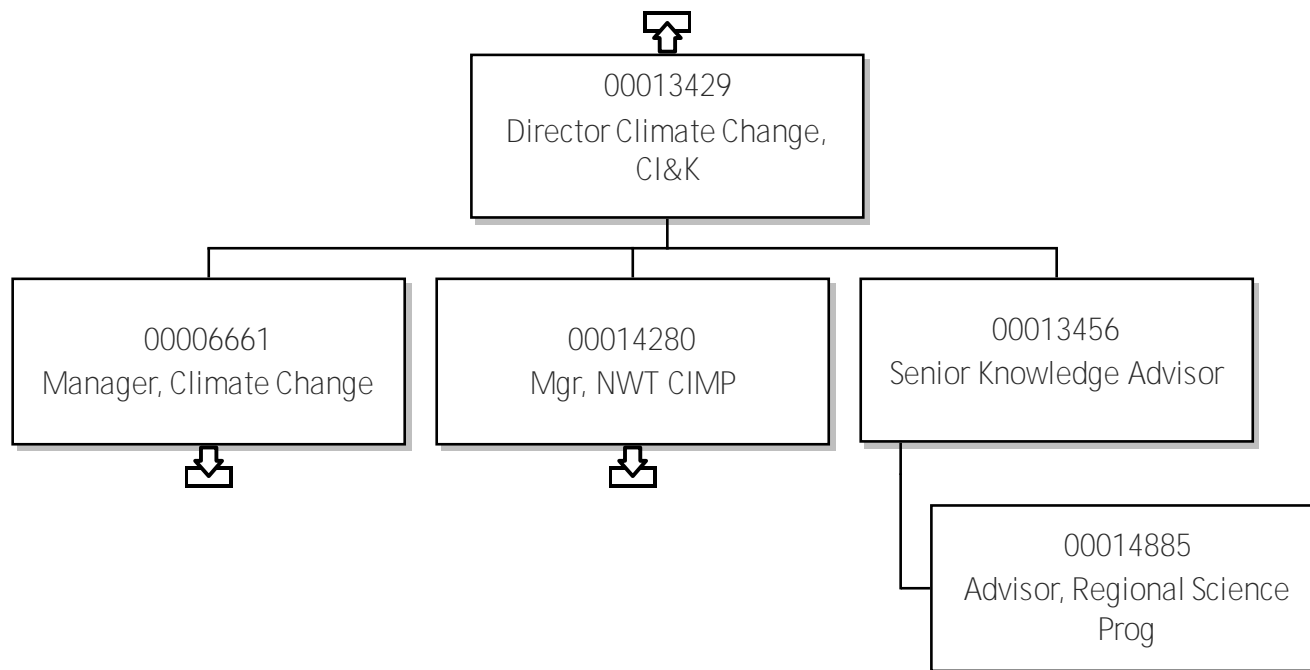 00013429
Director Climate Change,
CI&K
00006661
Manager, Climate Change
00014280
Mgr, NWT CIMP
00013456
Senior Knowledge Advisor
00014885
Advisor, Regional Science
Prog